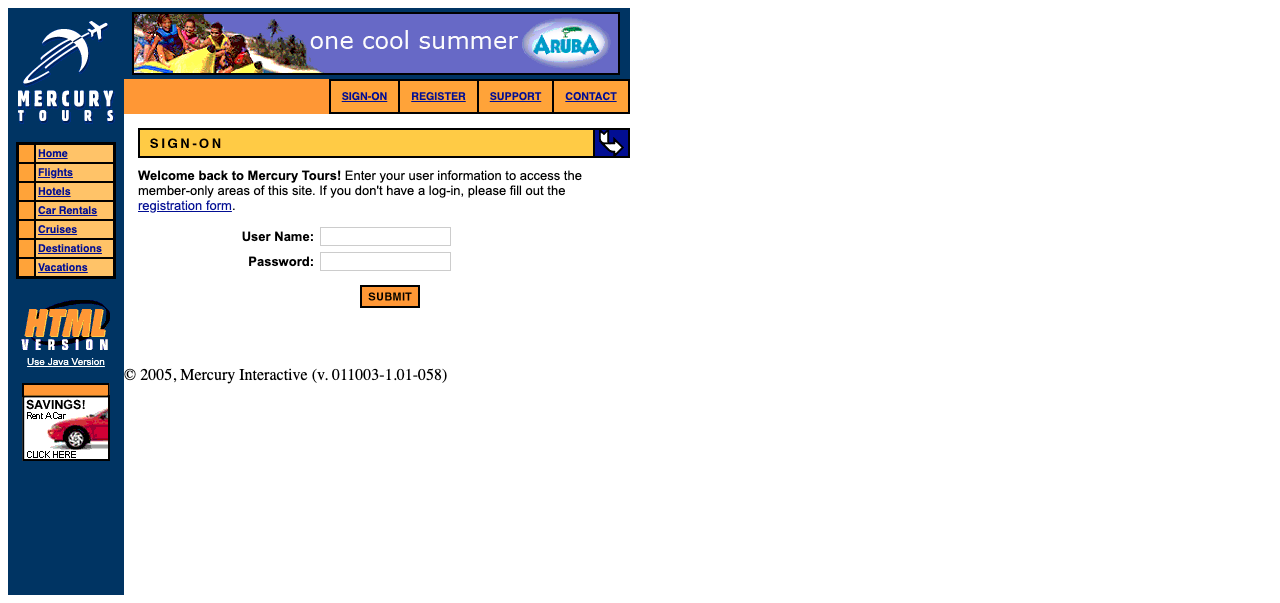 MERCURY
TOURS
one cool summer
ARUBA
SIGN-ON
REGISTER
SUPPORT
CONTACT
Home
Flights
Hotels
Car Rentals
Cruises
Destinations
Vacations
HTML
VERSION
Use Java Version
SAVINGS!
Rent A Car
CLICK HERE
SIGN-ON
Welcome back to Mercury Tours! Enter your user information to access the
member-only areas of this site. If you don't have a log-in, please fill out the
registration form.
User Name:
Password:
SUBMIT
© 2005, Mercury Interactive (v. 011003-1.01-058)